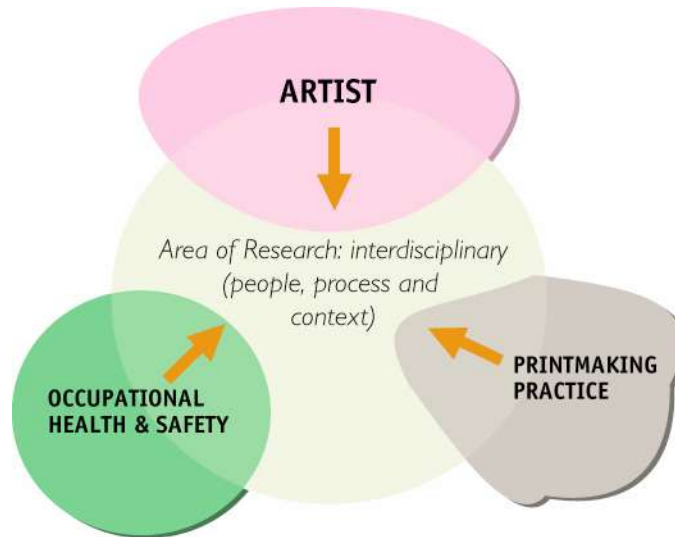 ARTIST
Area of Research: interdisciplinary
(people, process and
context)
OCCUPATIONAL
HEALTH & SAFETY
PRINTMAKING
PRACTICE